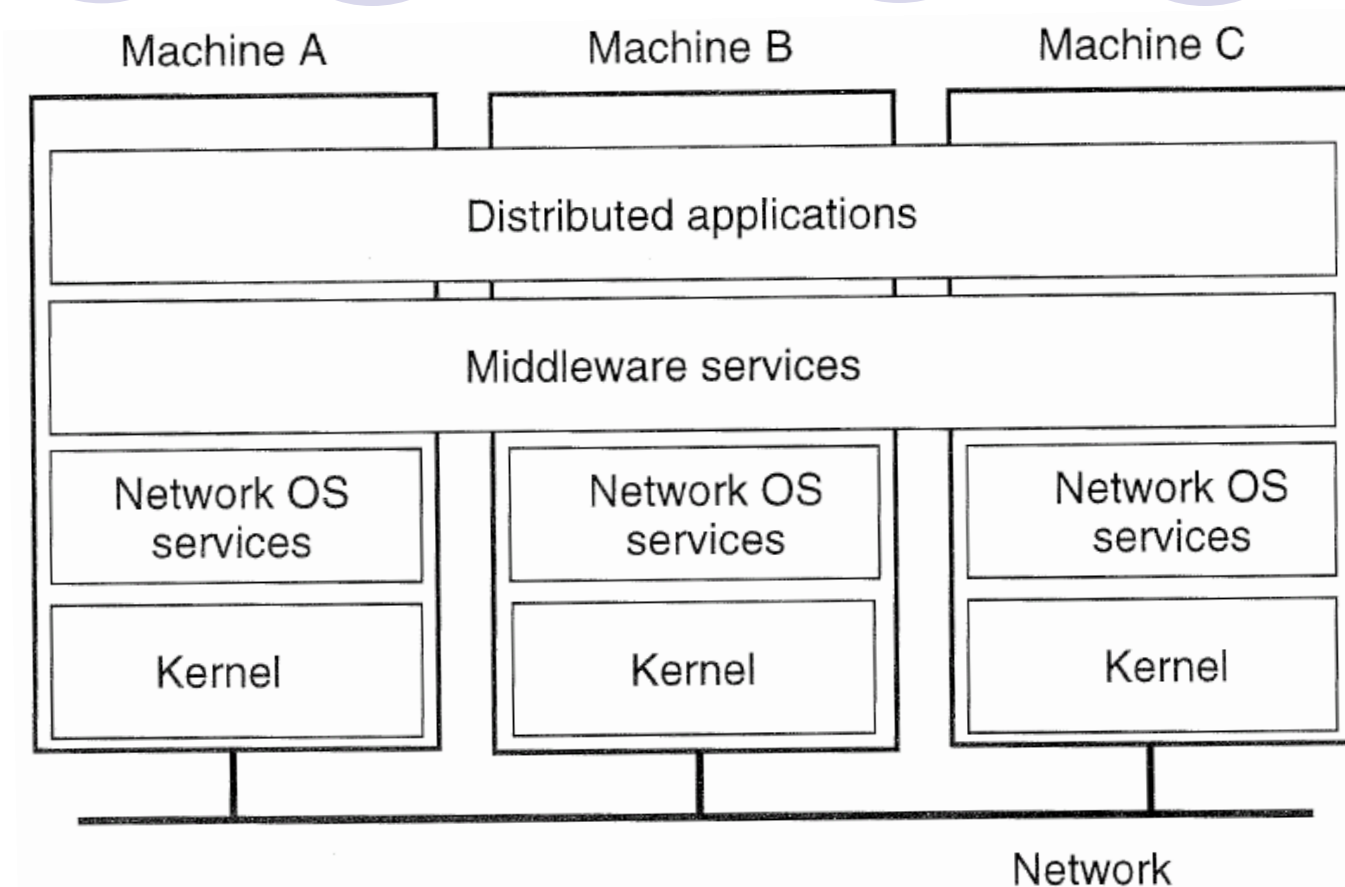 Machine A
Machine B
Machine C
Distributed applications
Middleware services
Network OS
services
Network OS
services
Network OS
services
Kernel
Kernel
Kernel
Network